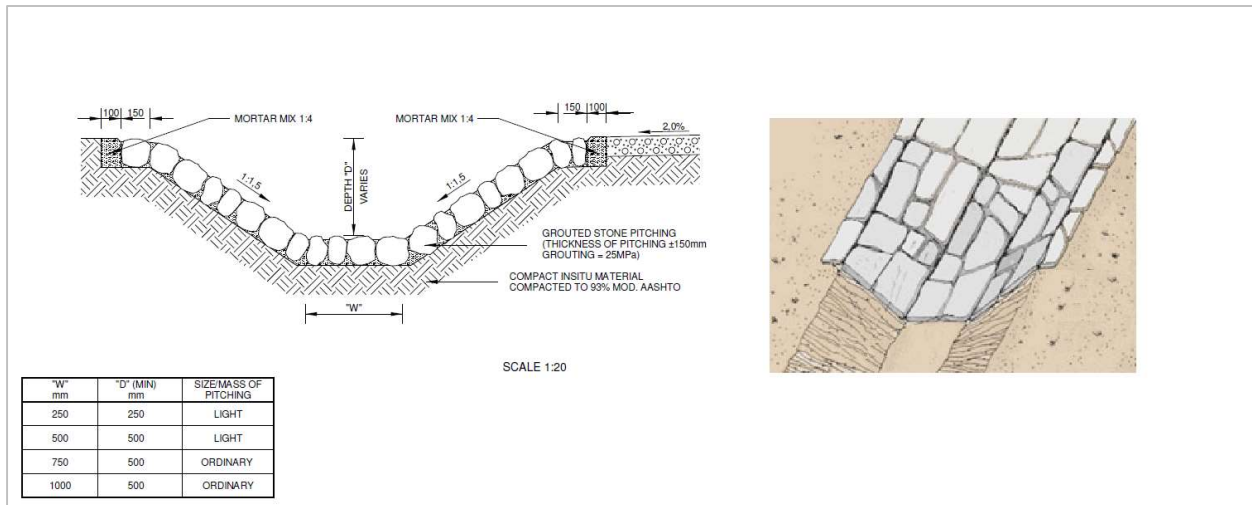 100 150
150 100
MORTAR MIX 1:4
MORTAR MIX 1:4
2,0%
1:1,5
DEPTH "D"
VARIES
1:1,5
GROUTED STONE PITCHING
(THICKNESS OF PITCHING ±150mm
GROUTING = 25MPa)
COMPACT INSITU MATERIAL
COMPACTED TO 93% MOD. AASHTO
"W"
SCALE 1:20
"W"
mm
"D" (MIN)
mm
SIZE/MASS OF
PITCHING
250 250 LIGHT
500 500 LIGHT
750 500 ORDINARY
1000 500 ORDINARY